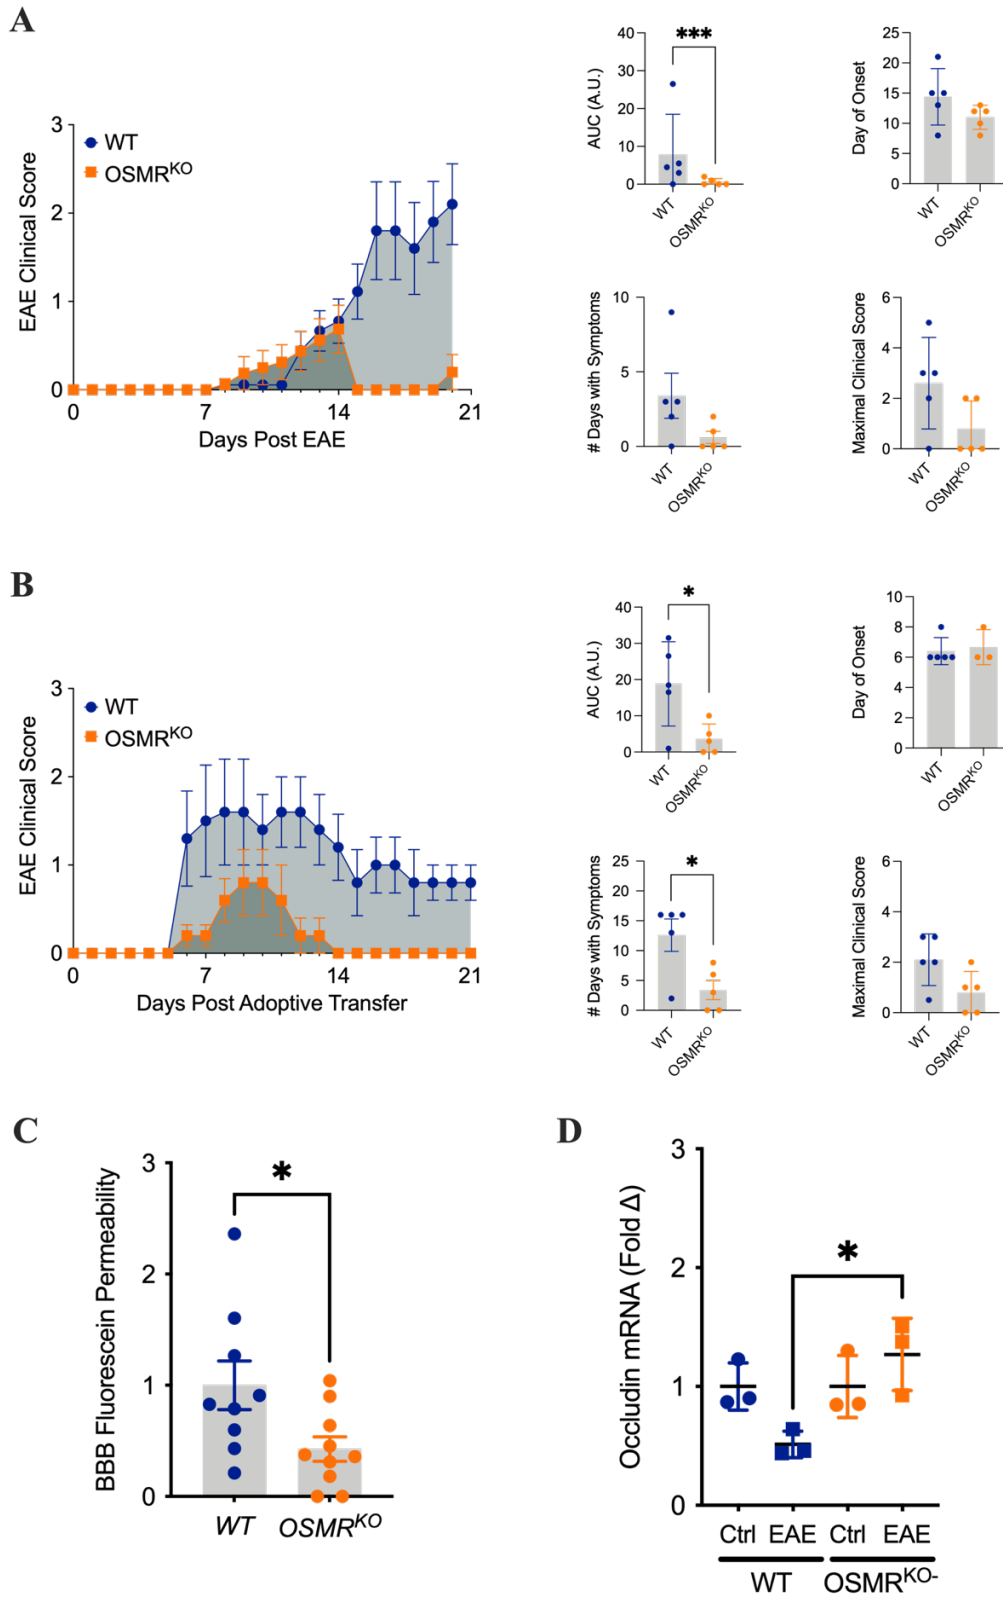 A
EAE Clinical Score
3
2
1
0
WT
OSMRKO
0 7 14 21
Days Post EAE
AUC (A.U.)
40
30
20
10
0
***
WT
OSMRKO
Day of Onset
25
20
15
10
5
0
WT
OSMRKO
# Days with Symptoms
10
5
0
WT
OSMRKO
Maximal Clinical Score
6
4
2
0
WT
OSMRKO
B
EAE Clinical Score
3
2
1
0
WT
OSMRKO
0 7 14 21
Days Post Adoptive Transfer
AUC (A.U.)
40
30
20
10
0
*
WT
OSMRKO
Day of Onset
10
8
6
4
2
0
WT
OSMRKO
# Days with Symptoms
25
20
15
10
5
0
*
WT
OSMRKO
Maximal Clinical Score
6
4
2
0
WT
OSMRKO
C
BBB Fluorescein Permeability
3
2
1
0
*
WT OSMRKO
D
Occludin mRNA (Fold Δ)
3
2
1
0
*
Ctrl EAE Ctrl EAE
WT OSMRKO-